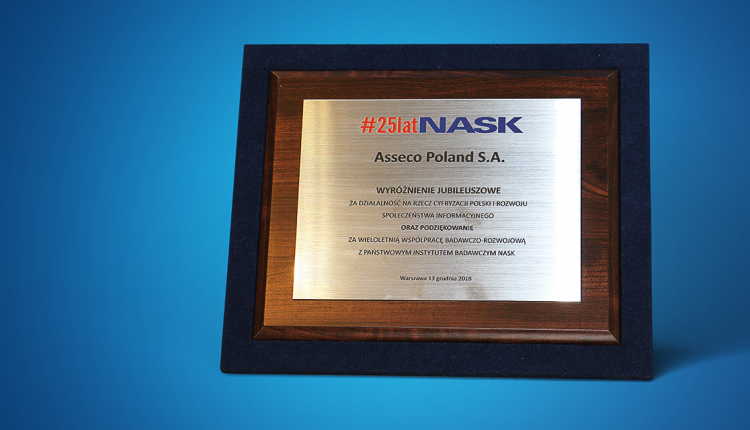 #25latNASK
Asseco Poland S.A.
WYRÓŻNIENIE JUBILEUSZOWE
ZA DZIAŁALNOŚĆ NA RZECZ CYFRYZACJI POLSKI I ROZWOJU
SPOŁECZEŃSTWA INFORMACYJNEGO
ORAZ PODZIĘKOWANIE
ZA WIELOLETNIĄ WSPÓŁPRACĘ BADAWCZO-ROZWOJOWĄ
Z PAŃSTWOWYM INSTYTUTEM BADAWCZYM NASK
Warszawa 13 grudnia 2018